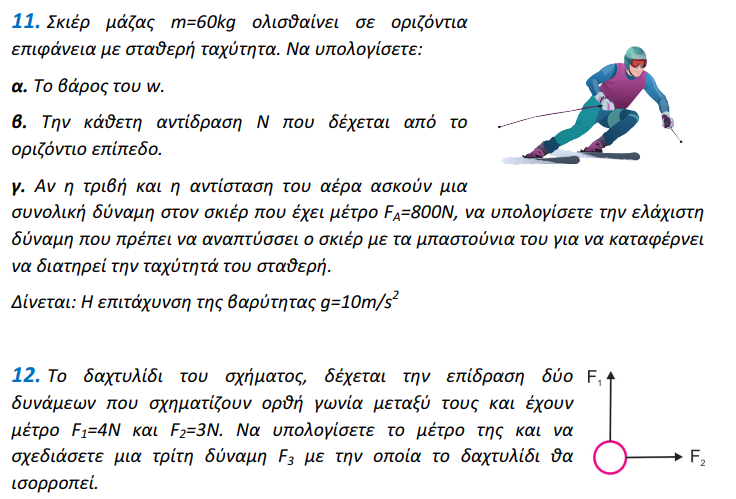 11. Σκιέρ μάζας m=60kg ολισθαίνει σε οριζόντια
επιφάνεια με σταθερή ταχύτητα. Να υπολογίσετε:
α. Το βάρος του w.
β. Την κάθετη αντίδραση Ν που δέχεται από το
οριζόντιο επίπεδο.
γ. Αν η τριβή και η αντίσταση του αέρα ασκούν μια
συνολική δύναμη στον σκιέρ που έχει μέτρο FΑ=800N, να υπολογίσετε την ελάχιστη
δύναμη που πρέπει να αναπτύσσει ο σκιέρ με τα μπαστούνια του για να καταφέρνει
να διατηρεί την ταχύτητά του σταθερή.
Δίνεται: Η επιτάχυνση της βαρύτητας g=10m/s²
12. Το δαχτυλίδι του σχήματος, δέχεται την επίδραση δύο
δυνάμεων που σχηματίζουν ορθή γωνία μεταξύ τους και έχουν
μέτρο F₁=4N και F₂=3N. Να υπολογίσετε το μέτρο της και να
σχεδιάσετε μια τρίτη δύναμη F₃ με την οποία το δαχτυλίδι θα
ισορροπεί.
F₁
F₂